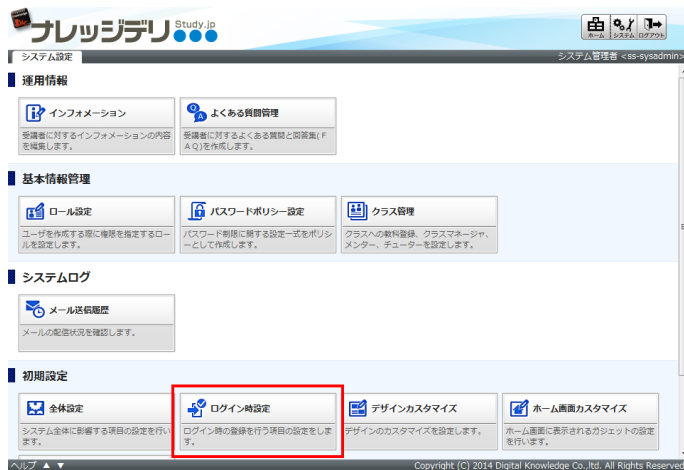 ナレッジデリ Study.jp
ホーム システム ログアウト
システム設定
システム管理者 <ss-sysadmin>
運用情報
インフォメーション
受講者に対するインフォメーションの内容
を編集します。
よくある質問管理
受講者に対するよくある質問と回答集(F
AQ)を作成します。
基本情報管理
ロール設定
ユーザを作成する際に権限を指定するロー
ルを設定します。
パスワードポリシー設定
パスワード制限に関する設定一式をポリシ
ーとして作成します。
クラス管理
クラスへの教科登録、クラスマネージャ、
メンター、チューターを設定します。
システムログ
メール送信履歴
メールの配信状況を確認します。
初期設定
全体設定
システム全体に影響する項目の設定を行い
ます。
ログイン時設定
ログイン時の登録を行う項目の設定をしま
す。
デザインカスタマイズ
デザインのカスタマイズを設定します。
ホーム画面カスタマイズ
ホーム画面に表示されるガジェットの設定
を行います。
ヘルプ ▲ ▼
Copyright (C) 2014 Digital Knowledge Co.,ltd. All Rights Reserved